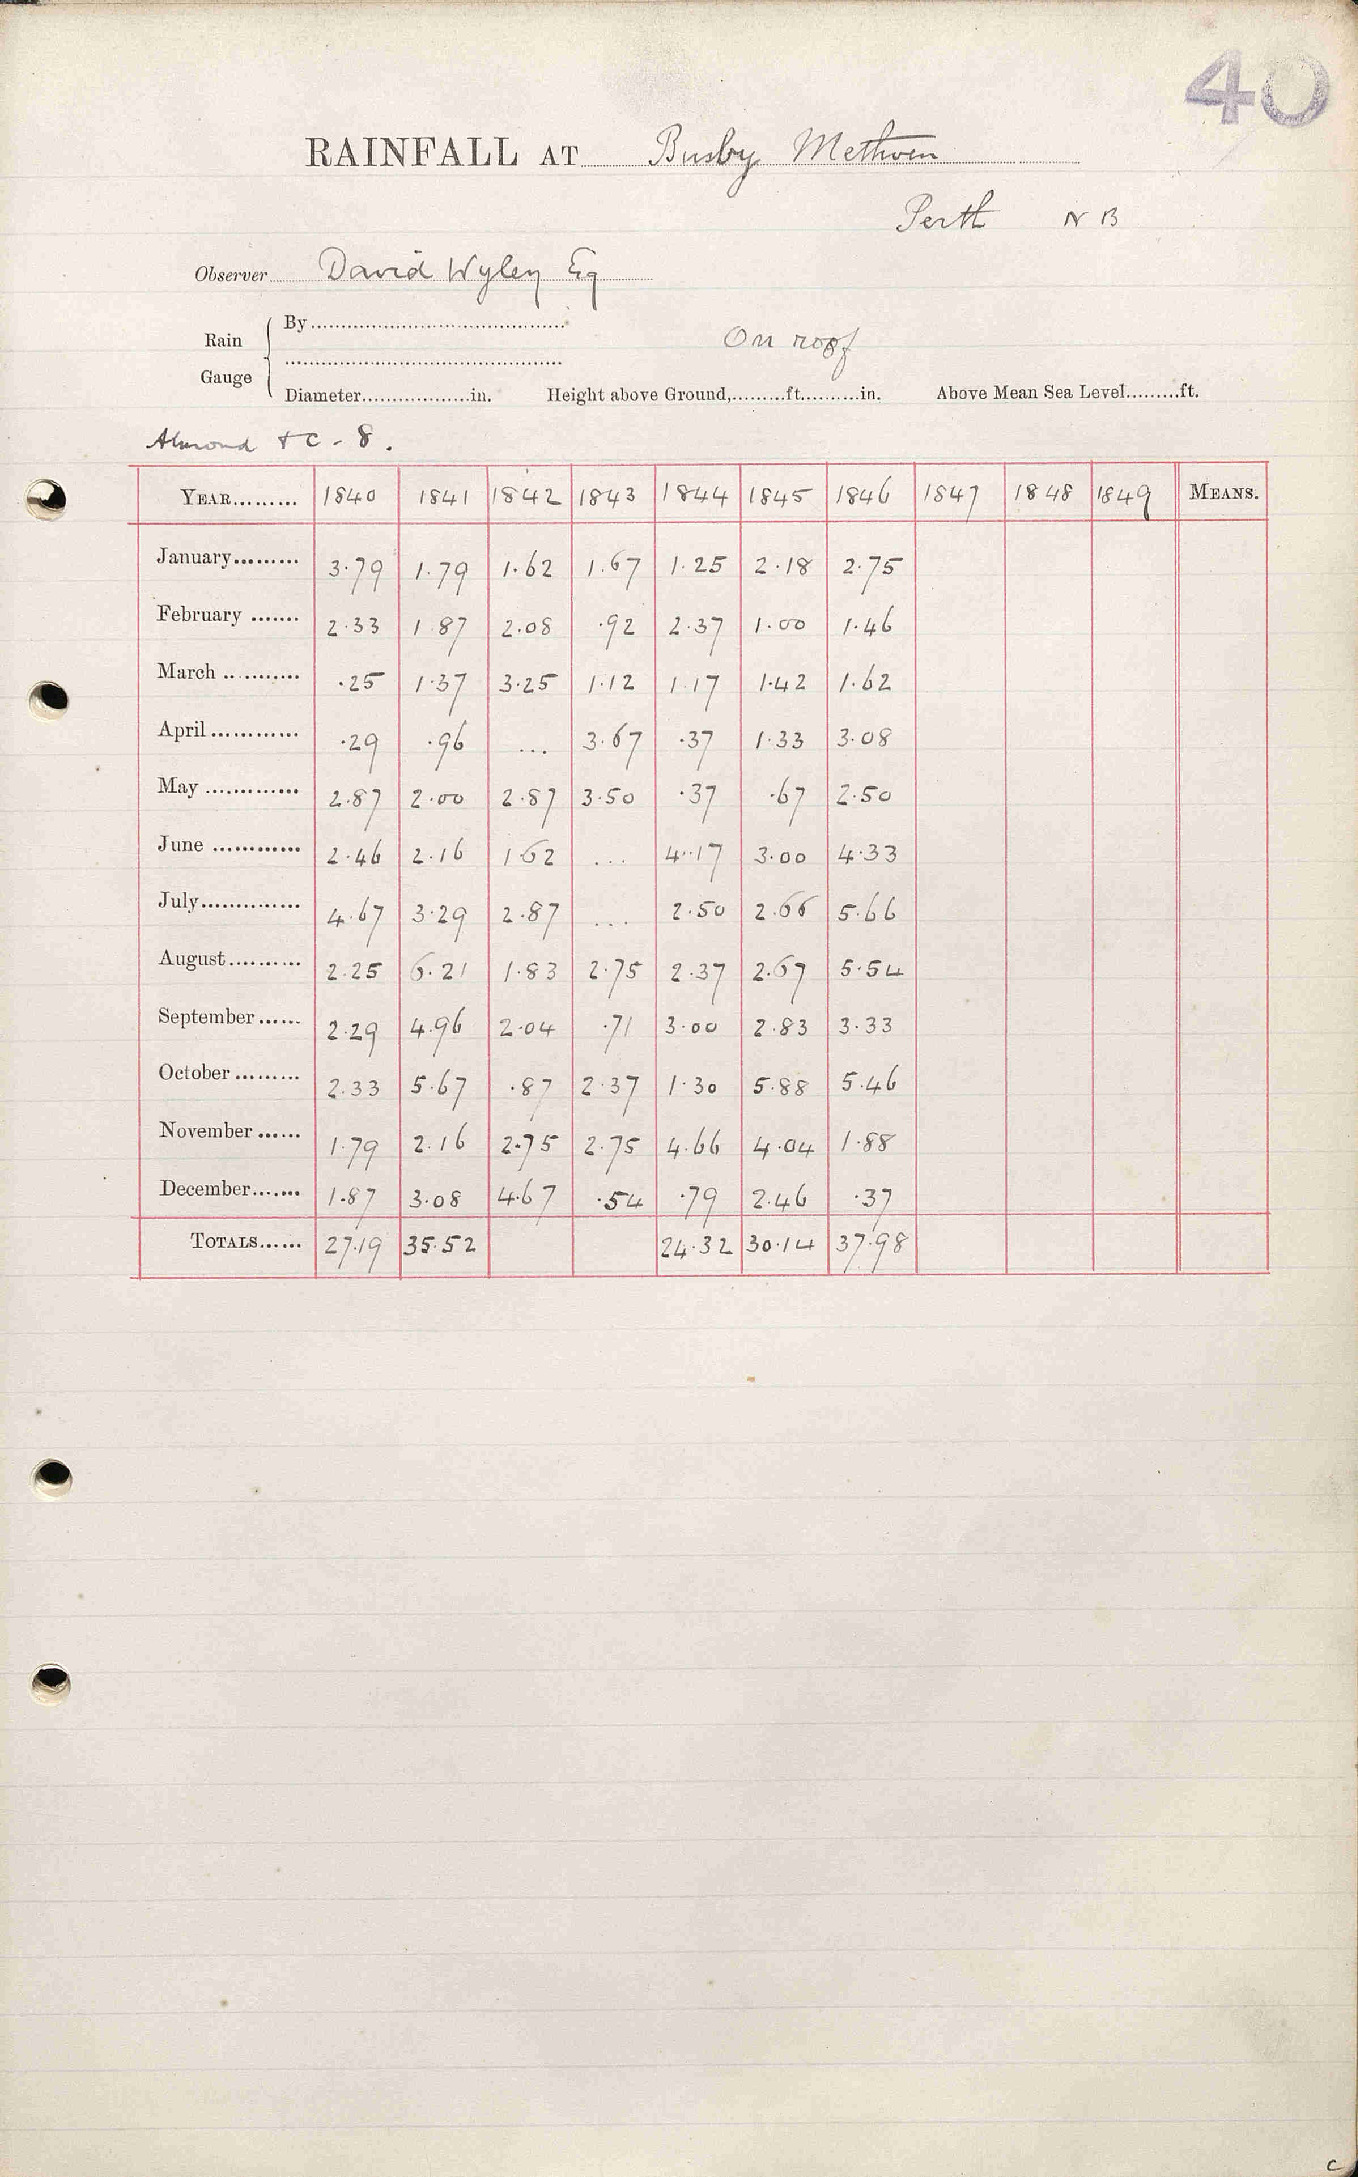 40
RAINFALL AT Busby Methven
Perth N B
Observer David Wyley Esq
Rain Gauge
By
On roof
Diameter..................in. Height above Ground,.........ft..........in. Above Mean Sea Level.........ft.
Almond & C - 8.
YEAR......... 1840 1841 1842 1843 1844 1845 1846 1847 1848 1849 MEANS.
January......... 3.79 1.79 1.62 1.67 1.25 2.18 2.75
February ....... 2.33 1.87 2.08 .92 2.37 1.00 1.46
March ........... .25 1.37 3.25 1.12 1.17 1.42 1.62
April............ .29 .96 ... 3.67 .37 1.33 3.08
May ............. 2.87 2.00 2.87 3.50 .37 .67 2.50
June ............ 2.46 2.16 1.62 ... 4.17 3.00 4.33
July.............. 4.67 3.29 2.87 ... 2.50 2.66 5.66
August.......... 2.25 6.21 1.83 2.75 2.37 2.67 5.54
September...... 2.29 4.96 2.04 .71 3.00 2.83 3.33
October......... 2.33 5.67 .87 2.37 1.30 5.88 5.46
November...... 1.79 2.16 2.75 2.75 4.66 4.04 1.88
December....... 1.87 3.08 4.67 .54 .79 2.46 .37
TOTALS...... 27.19 35.52 24.32 30.14 37.98
c